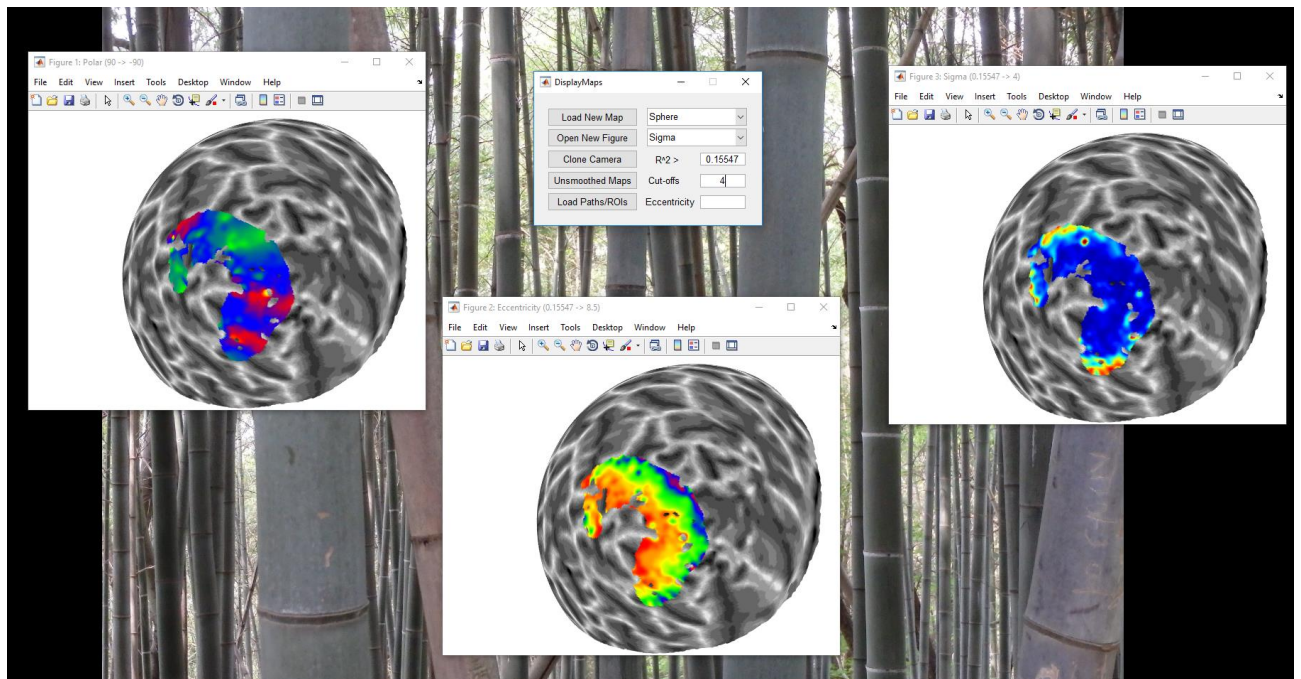 Figure 1: Polar (90 -> -90)
File Edit View Insert Tools Desktop Window Help
DisplayMaps
Load New Map Sphere
Open New Figure Sigma
Clone Camera R^2 > 0.15547
Unsmoothed Maps Cut-offs 4
Load Paths/ROIs Eccentricity
Figure 3: Sigma (0.15547 -> 4)
File Edit View Insert Tools Desktop Window Help
Figure 2: Eccentricity (0.15547 -> 8.5)
File Edit View Insert Tools Desktop Window Help